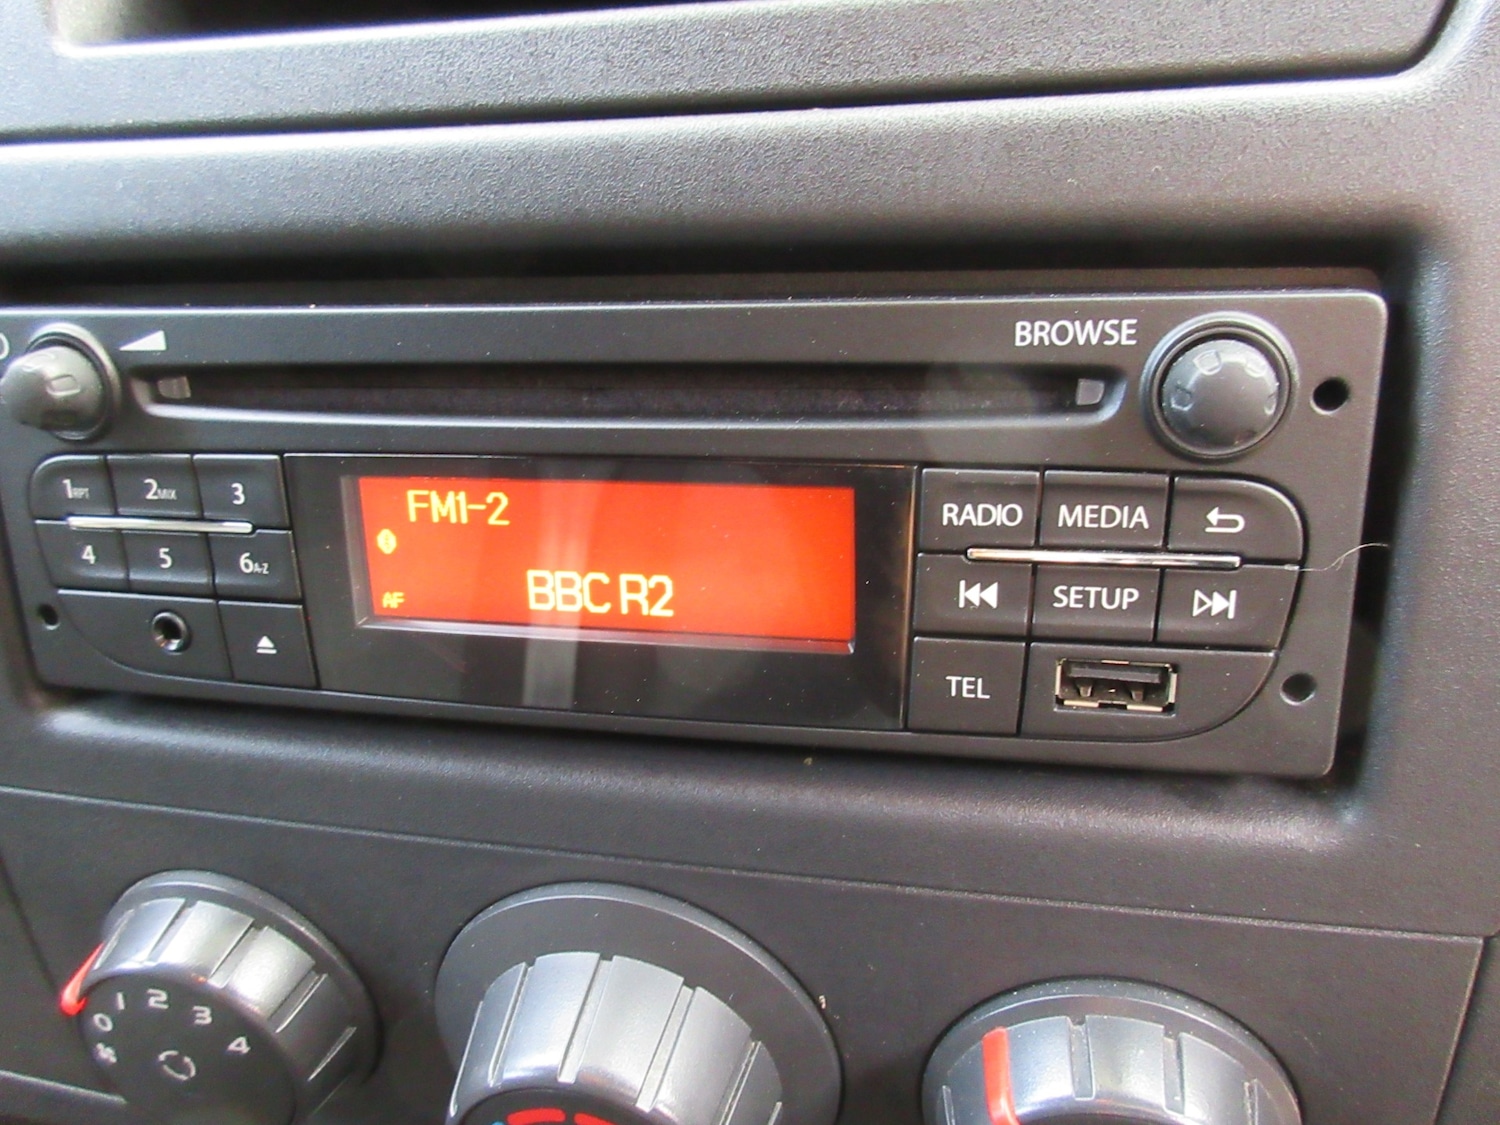 BROWSE
1RPT 2MIX 3
4 5 6A-Z
FM1-2
AF
BBC R2
RADIO MEDIA
SETUP
TEL
0 1 2 3 4